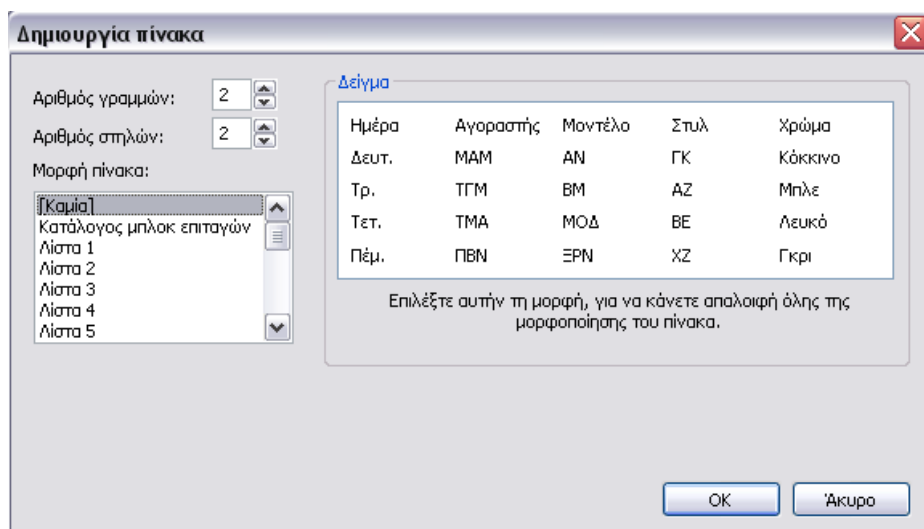 Δημιουργία πίνακα
Αριθμός γραμμών: 2
Αριθμός στηλών: 2
Μορφή πίνακα:
[Καμία]
Κατάλογος μπλοκ επιταγών
Λίστα 1
Λίστα 2
Λίστα 3
Λίστα 4
Λίστα 5
Δείγμα
Ημέρα Αγοραστής Μοντέλο Στυλ Χρώμα
Δευτ. ΜΑΜ ΑΝ ΓΚ Κόκκινο
Τρ. ΤΓΜ ΒΜ ΑΖ Μπλε
Τετ. ΤΜΑ ΜΟΔ ΒΕ Λευκό
Πέμ. ΠΒΝ ΞΡΝ ΧΖ Γκρι
Επιλέξτε αυτήν τη μορφή, για να κάνετε απαλοιφή όλης της
μορφοποίησης του πίνακα.
OK Άκυρο